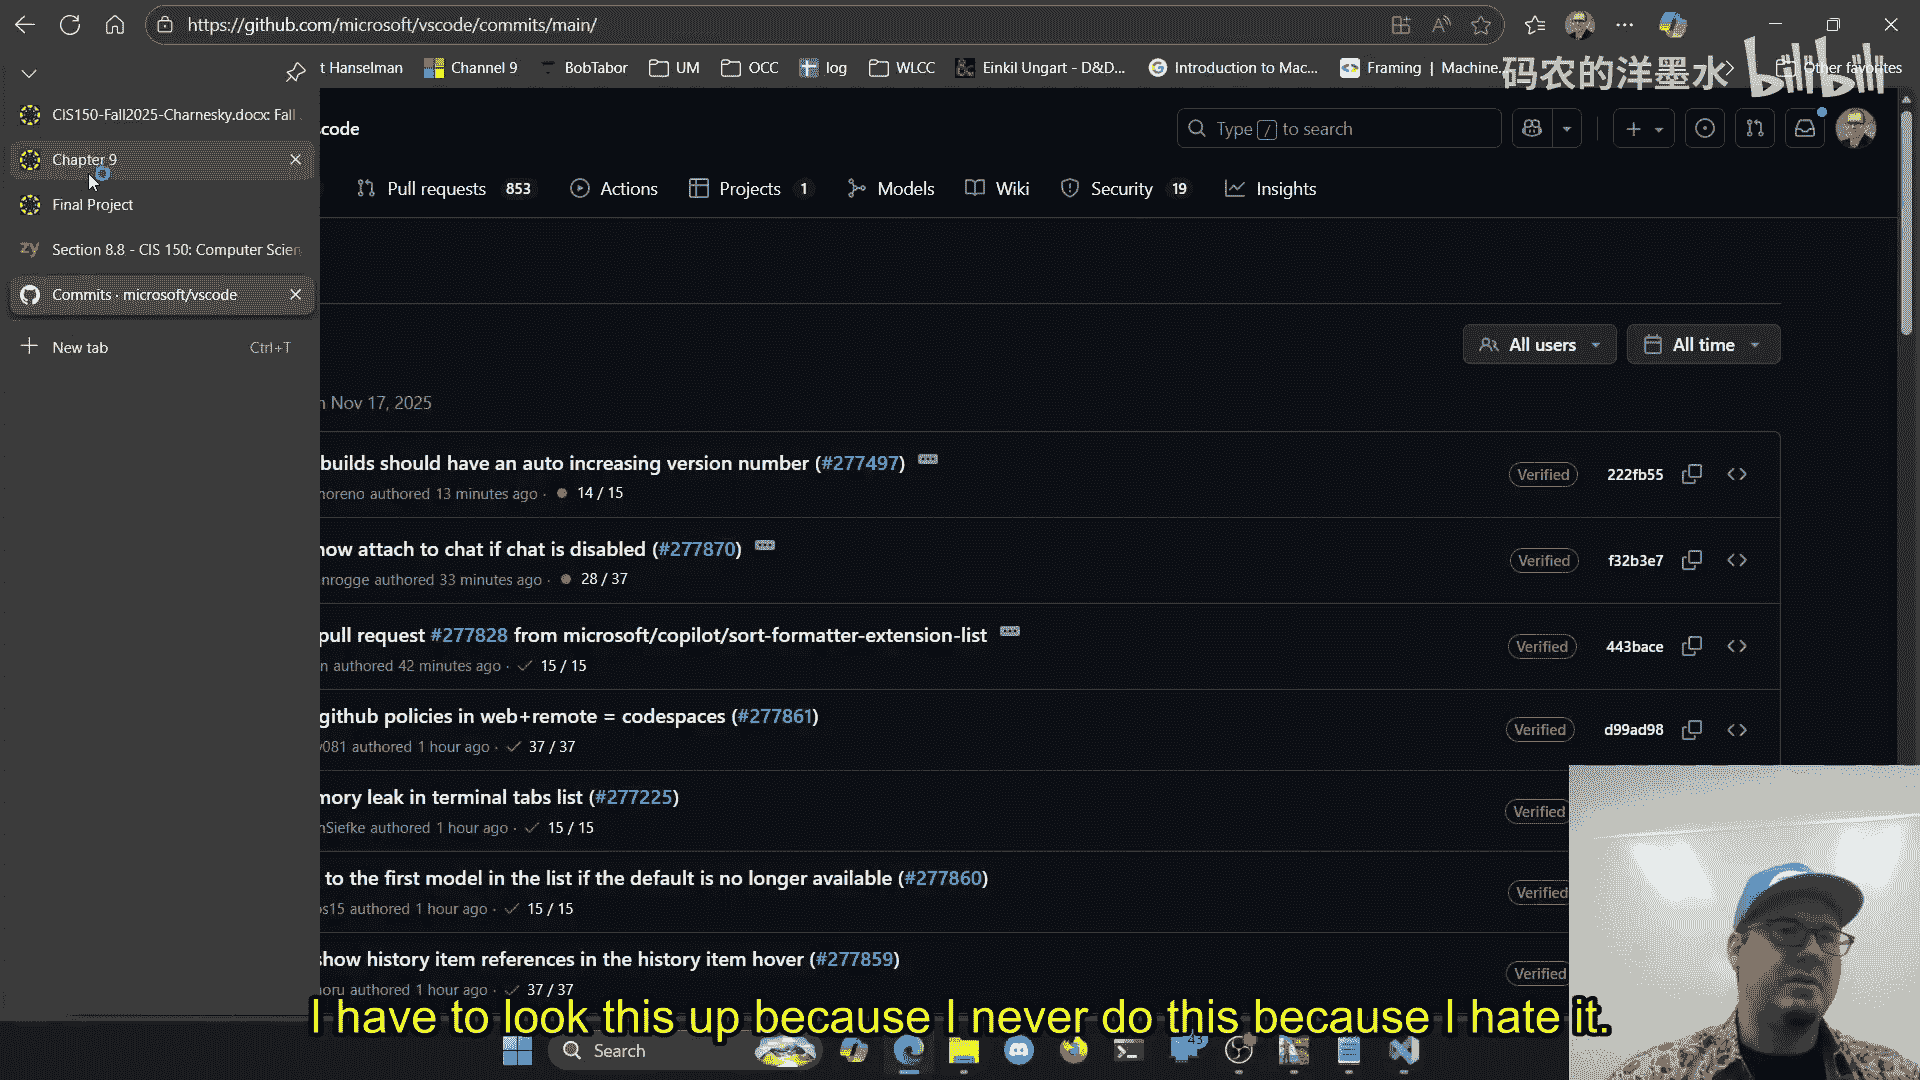 https://github.com/microsoft/vscode/commits/main/
t Hanselman
Channel 9
BobTabor
UM
OCC
log
WLCC
Einkil Ungart - D&D...
Introduction to Mac...
Framing | Machine...
Other favorites
码农的洋墨水
bilibili
CIS150-Fall2025-Charnesky.docx: Fall
Chapter 9
Final Project
zy Section 8.8 - CIS 150: Computer Scien
Commits · microsoft/vscode
New tab
Ctrl+T
scode
Type / to search
Pull requests 853
Actions
Projects 1
Models
Wiki
Security 19
Insights
All users
All time
n Nov 17, 2025
builds should have an auto increasing version number (#277497)
noreno authored 13 minutes ago · 14 / 15
Verified
222fb55
now attach to chat if chat is disabled (#277870)
nrogge authored 33 minutes ago · 28 / 37
Verified
f32b3e7
pull request #277828 from microsoft/copilot/sort-formatter-extension-list
n authored 42 minutes ago · 15 / 15
Verified
443bace
github policies in web+remote = codespaces (#277861)
v081 authored 1 hour ago · 37 / 37
Verified
d99ad98
mory leak in terminal tabs list (#277225)
nSiefke authored 1 hour ago · 15 / 15
Verified
to the first model in the list if the default is no longer available (#277860)
os15 authored 1 hour ago · 15 / 15
Verified
show history item references in the history item hover (#277859)
oru authored 1 hour ago · 37 / 37
Verified
I have to look this up because I never do this because I hate it.
Search
43